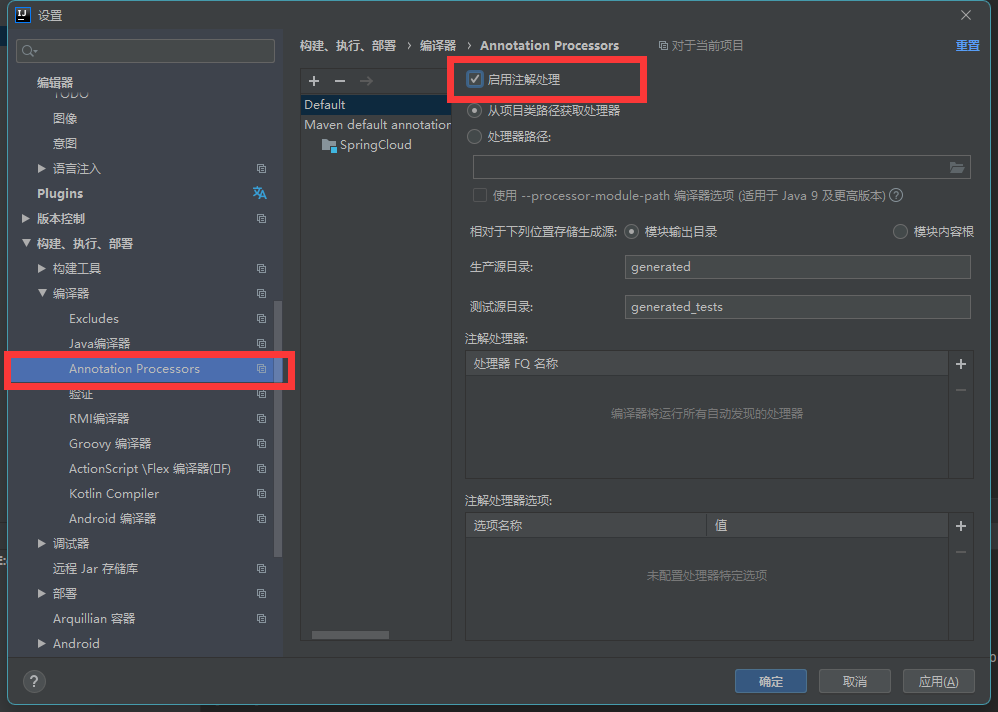 设置
编辑器
TODO
图像
意图
语言注入
Plugins
版本控制
构建、执行、部署
构建工具
编译器
Excludes
Java编译器
Annotation Processors
验证
RMI编译器
Groovy 编译器
ActionScript \Flex 编译器(F)
Kotlin Compiler
Android 编译器
调试器
远程 Jar 存储库
部署
Arquillian 容器
Android
构建、执行、部署 › 编译器 › Annotation Processors 对于当前项目 重置
Default
Maven default annotation
SpringCloud
启用注解处理
从项目类路径获取处理器
处理器路径:
使用 --processor-module-path 编译器选项 (适用于 Java 9 及更高版本) ?
相对于下列位置存储生成源: 模块输出目录 模块内容根
生产源目录: generated
测试源目录: generated_tests
注解处理器:
处理器 FQ 名称
编译器将运行所有自动发现的处理器
注解处理器选项:
选项名称 值
未配置处理器特定选项
? 确定 取消 应用(A)